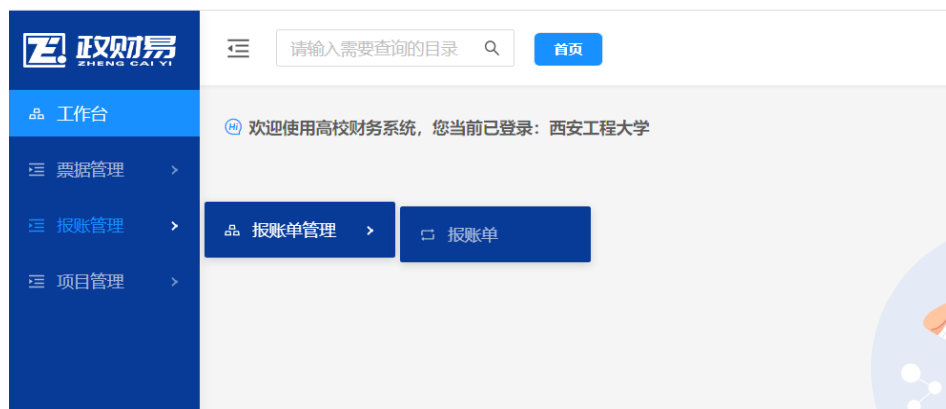 政财易
ZHENG CAI YI
请输入需要查询的目录
首页
工作台
Hi 欢迎使用高校财务系统，您当前已登录：西安工程大学
票据管理
报账管理
报账单管理
报账单
项目管理